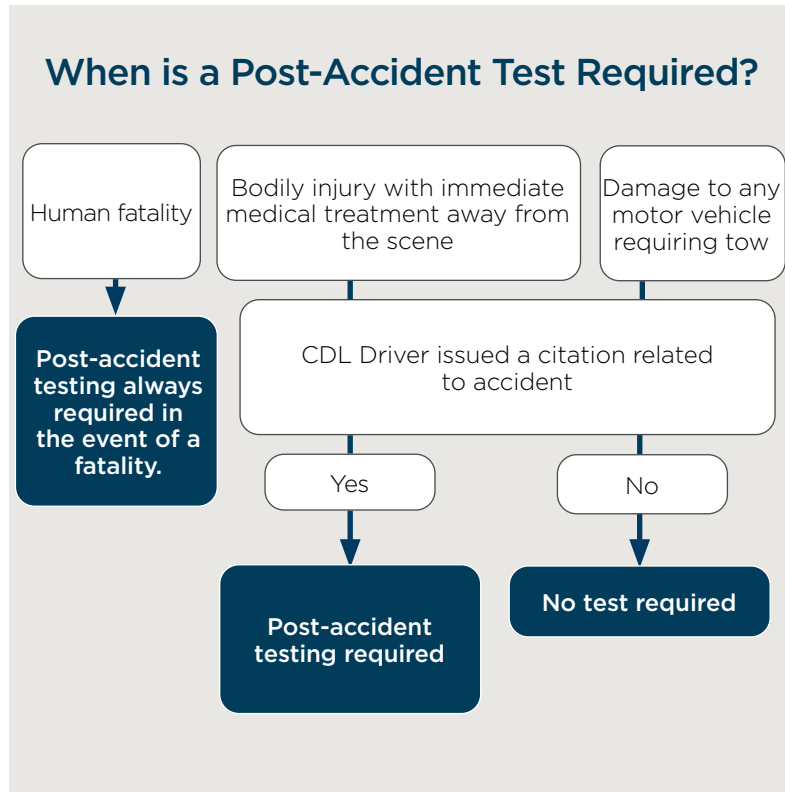 When is a Post-Accident Test Required?
Human fatality
Bodily injury with immediate
medical treatment away from
the scene
Damage to any
motor vehicle
requiring tow
Post-accident
testing always
required in
the event of a
fatality.
CDL Driver issued a citation related
to accident
Yes
No
Post-accident
testing required
No test required